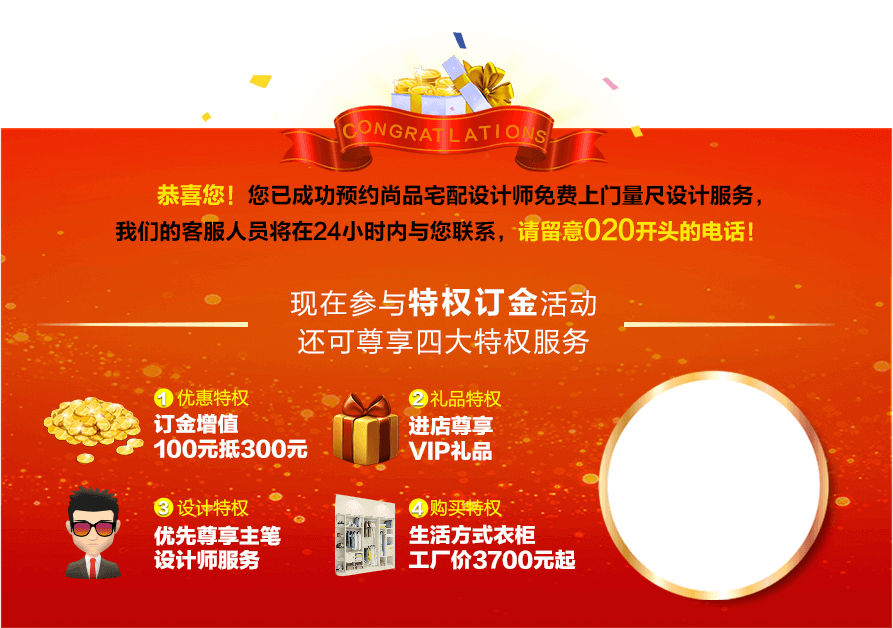 CONGRATLATIONS
恭喜您！您已成功预约尚品宅配设计师免费上门量尺设计服务，
我们的客服人员将在24小时内与您联系，请留意020开头的电话！
现在参与特权订金活动
还可尊享四大特权服务
1 优惠特权
订金增值
100元抵300元
2 礼品特权
进店尊享
VIP礼品
3 设计特权
优先尊享主笔
设计师服务
4 购买特权
生活方式衣柜
工厂价3700元起